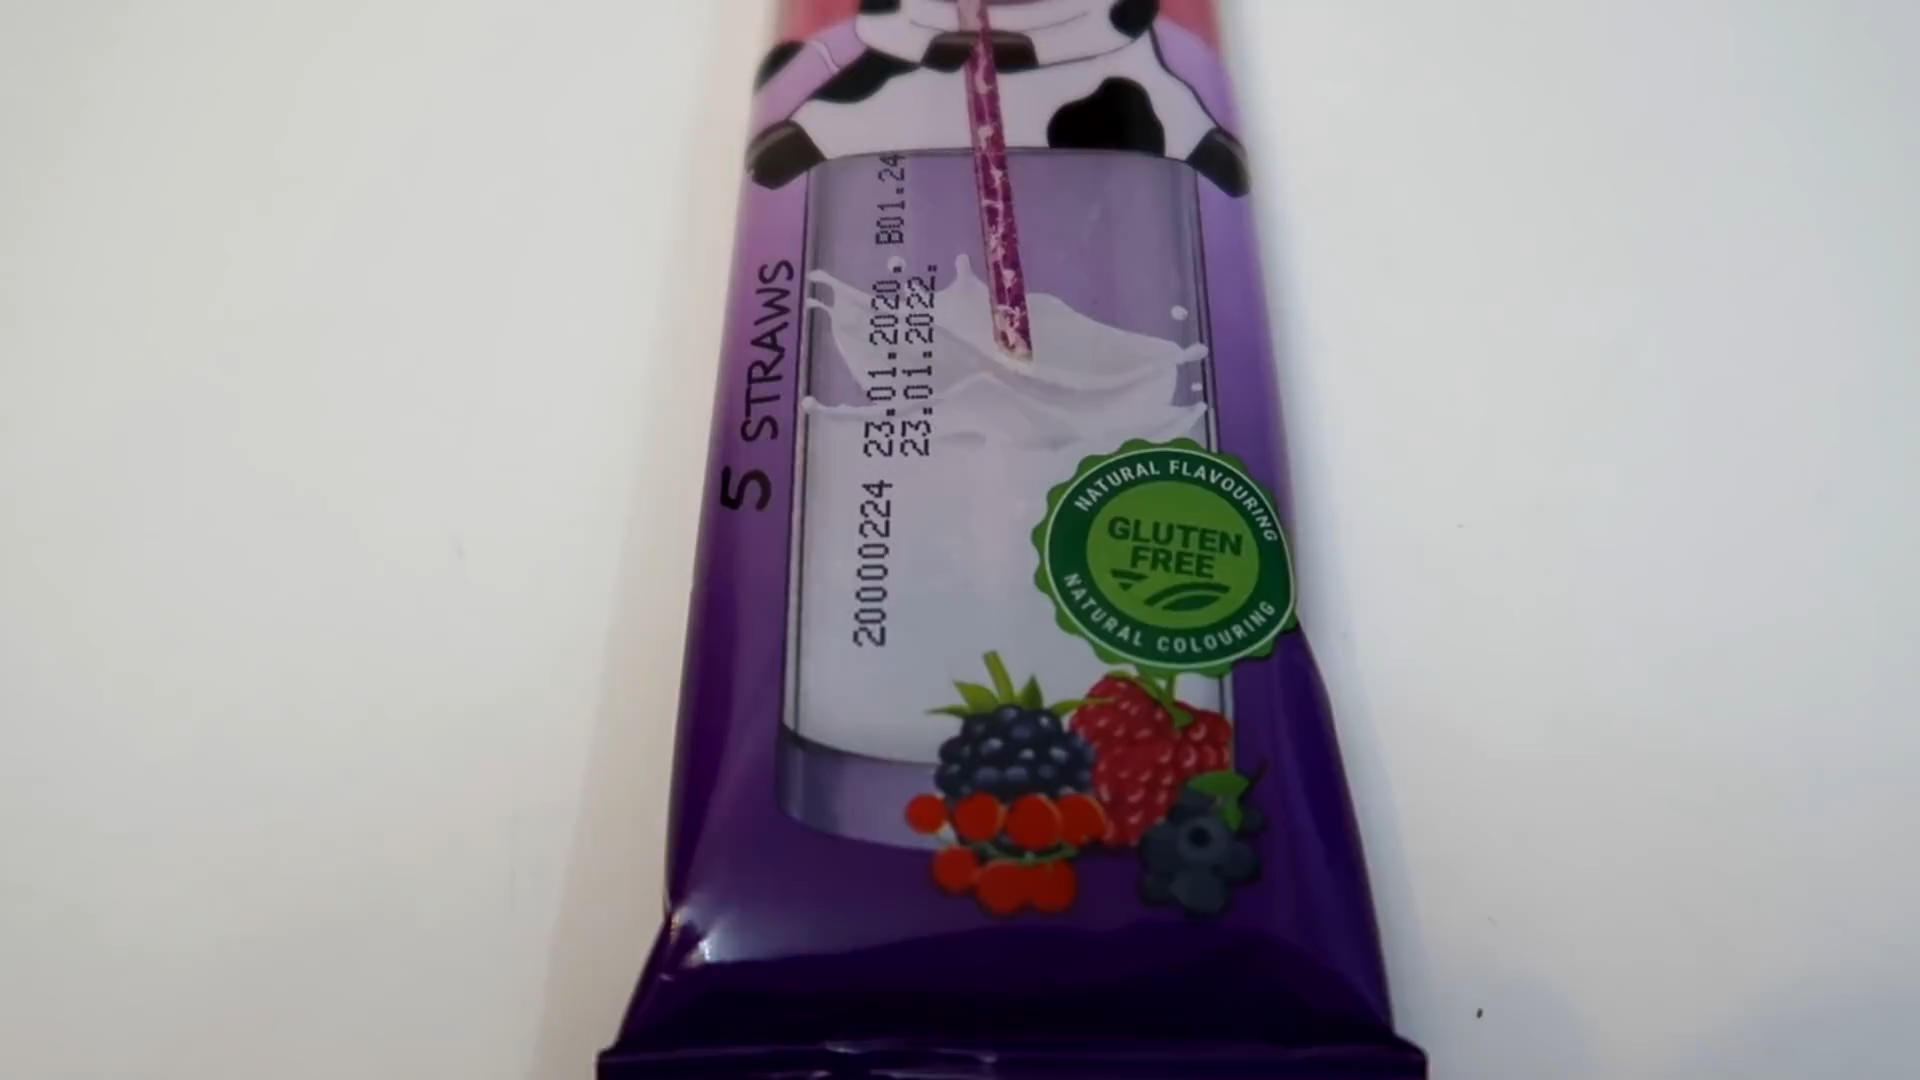 5 STRAWS
20000224 23.01.2020. B01.24
23.01.2022.
NATURAL FLAVOURING
GLUTEN
FREE
NATURAL COLOURING